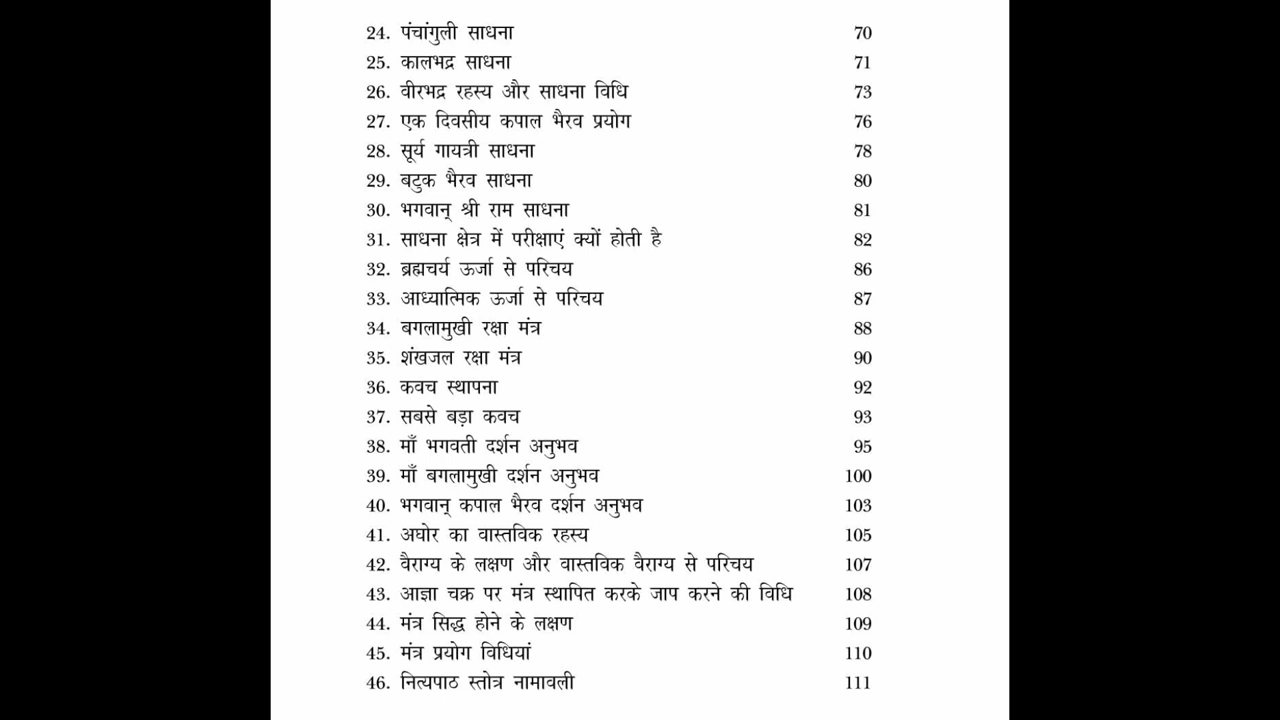 24. पंचांगुली साधना 70
25. कालभद्र साधना 71
26. वीरभद्र रहस्य और साधना विधि 73
27. एक दिवसीय कपाल भैरव प्रयोग 76
28. सूर्य गायत्री साधना 78
29. बटुक भैरव साधना 80
30. भगवान् श्री राम साधना 81
31. साधना क्षेत्र में परीक्षाएं क्यों होती है 82
32. ब्रह्मचर्य ऊर्जा से परिचय 86
33. आध्यात्मिक ऊर्जा से परिचय 87
34. बगलामुखी रक्षा मंत्र 88
35. शंखजल रक्षा मंत्र 90
36. कवच स्थापना 92
37. सबसे बड़ा कवच 93
38. माँ भगवती दर्शन अनुभव 95
39. माँ बगलामुखी दर्शन अनुभव 100
40. भगवान् कपाल भैरव दर्शन अनुभव 103
41. अघोर का वास्तविक रहस्य 105
42. वैराग्य के लक्षण और वास्तविक वैराग्य से परिचय 107
43. आज्ञा चक्र पर मंत्र स्थापित करके जाप करने की विधि 108
44. मंत्र सिद्ध होने के लक्षण 109
45. मंत्र प्रयोग विधियां 110
46. नित्यपाठ स्तोत्र नामावली 111